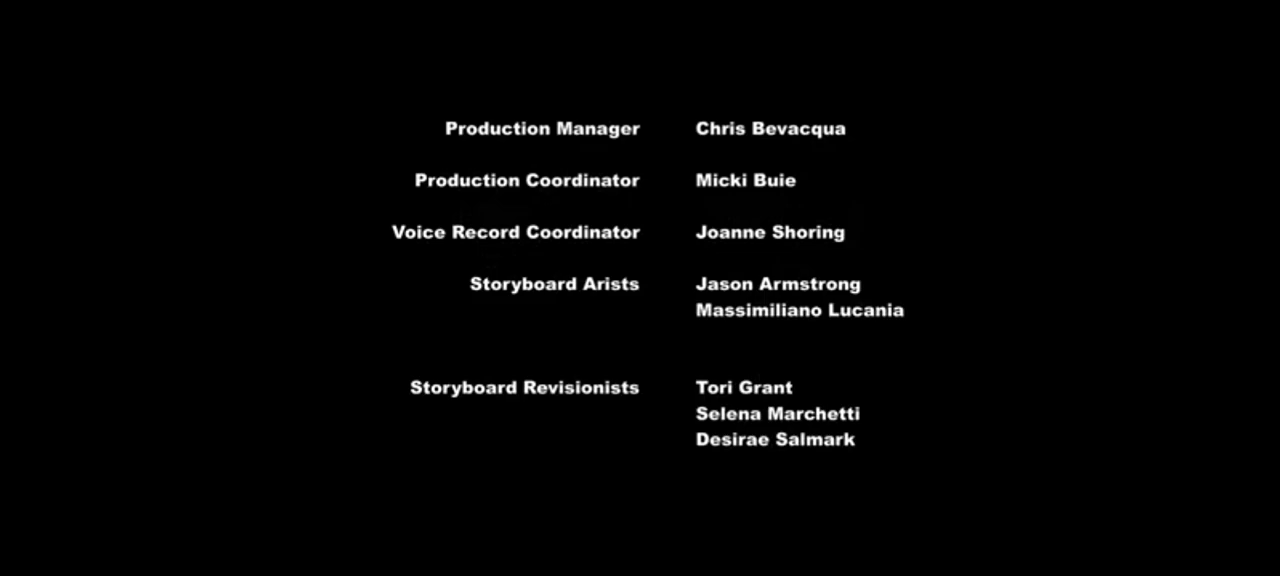 Production Manager Chris Bevacqua
Production Coordinator Micki Buie
Voice Record Coordinator Joanne Shoring
Storyboard Arists Jason Armstrong
Massimiliano Lucania
Storyboard Revisionists Tori Grant
Selena Marchetti
Desirae Salmark